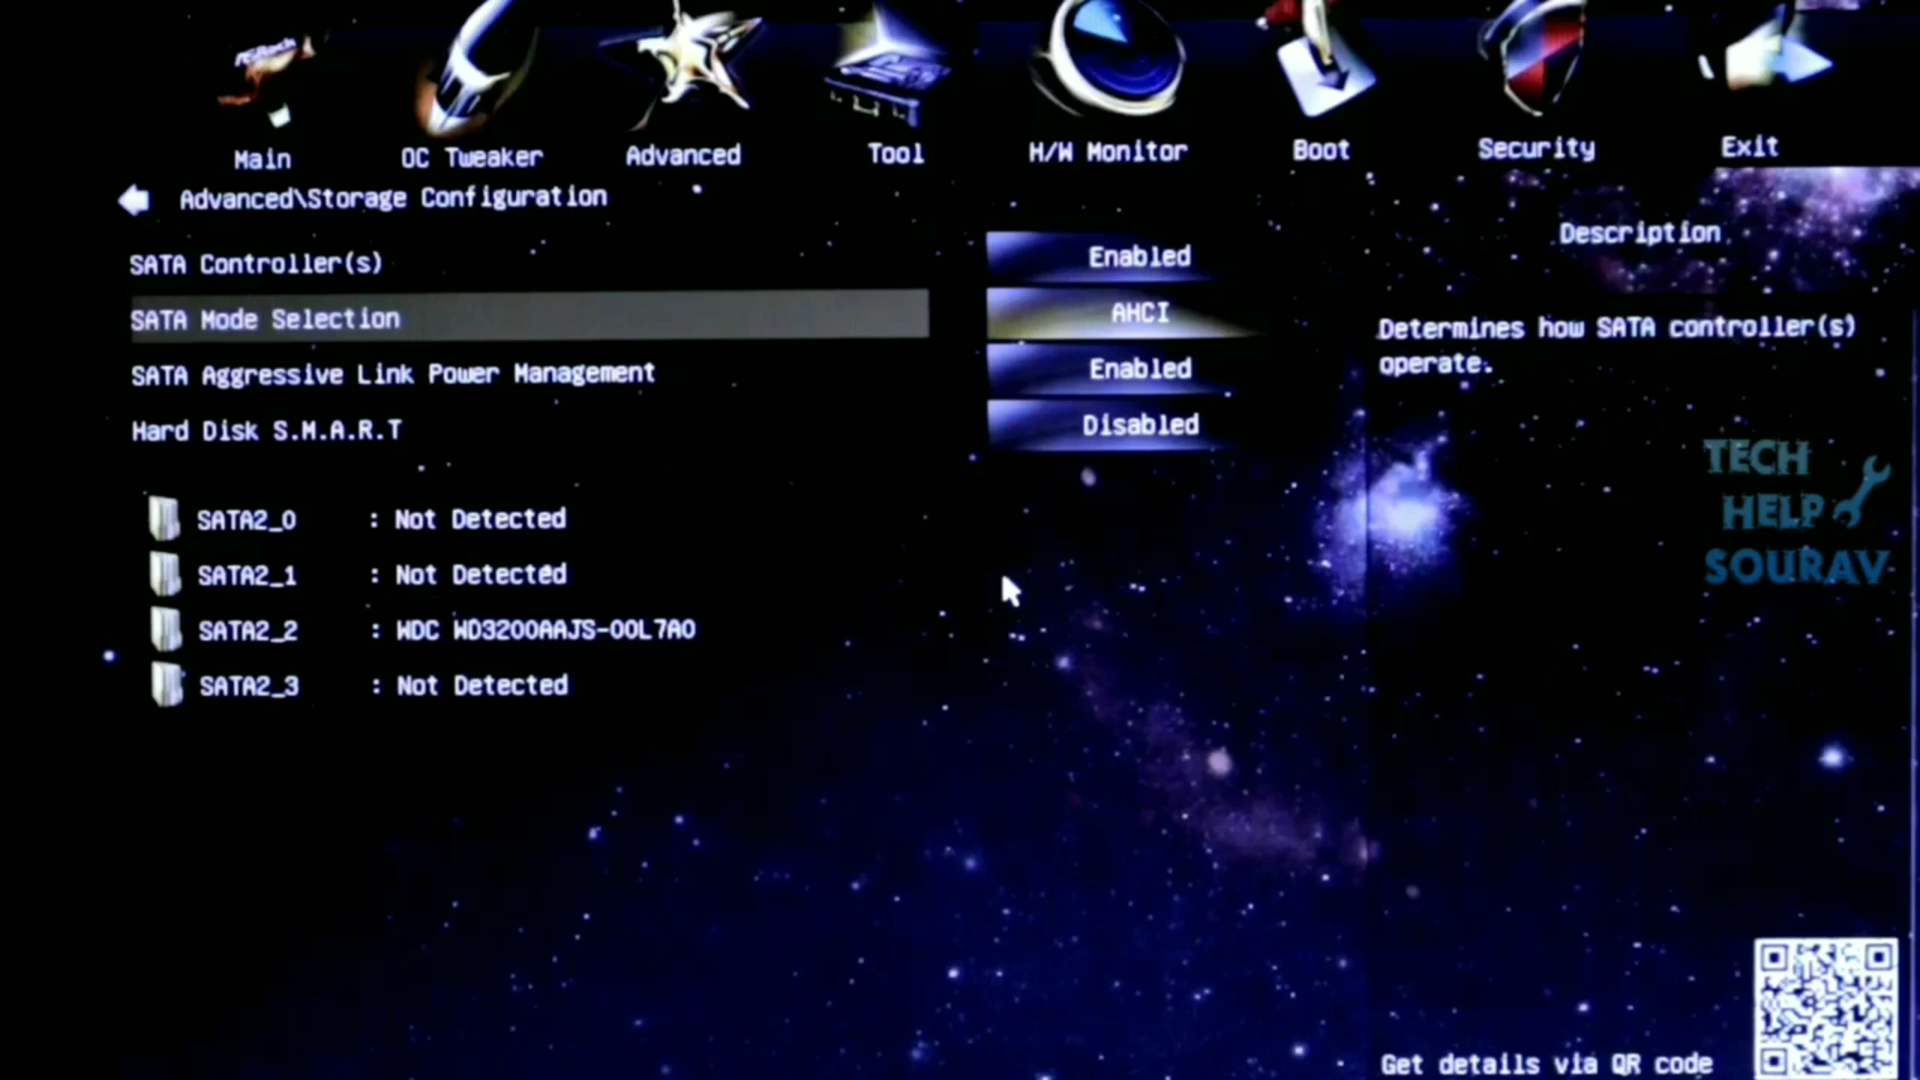 ASRock
Main
OC Tweaker
Advanced
Tool
H/W Monitor
Boot
Security
Exit
Advanced\Storage Configuration
Description
SATA Controller(s)
Enabled
SATA Mode Selection
AHCI
Determines how SATA controller(s)
operate.
SATA Aggressive Link Power Management
Enabled
Hard Disk S.M.A.R.T
Disabled
TECH
HELP
SOURAV
SATA2_0 : Not Detected
SATA2_1 : Not Detected
SATA2_2 : WDC WD3200AAJS-00L7A0
SATA2_3 : Not Detected
Get details via QR code